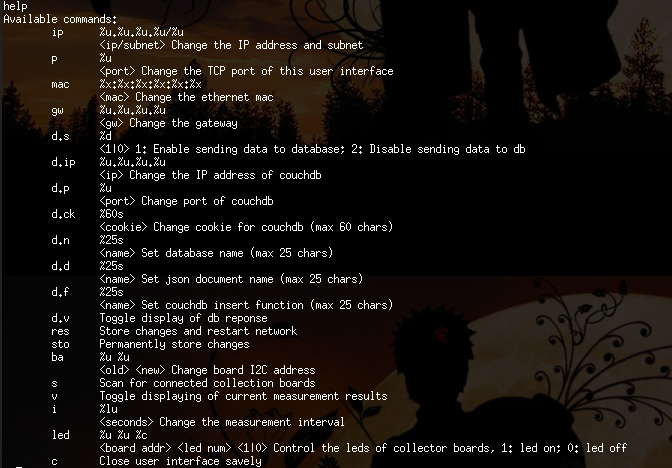 help
Available commands:
ip %u.%u.%u.%u/%u
<ip/subnet> Change the IP address and subnet
p %u
<port> Change the TCP port of this user interface
mac %x:%x:%x:%x:%x:%x
<mac> Change the ethernet mac
gw %u.%u.%u.%u
<gw> Change the gateway
d.s %d
<1|0> 1: Enable sending data to database; 2: Disable sending data to db
d.ip %u.%u.%u.%u
<ip> Change the IP address of couchdb
d.p %u
<port> Change port of couchdb
d.ck %60s
<cookie> Change cookie for couchdb (max 60 chars)
d.n %25s
<name> Set database name (max 25 chars)
d.d %25s
<name> Set json document name (max 25 chars)
d.f %25s
<name> Set couchdb insert function (max 25 chars)
d.v Toggle display of db reponse
res Store changes and restart network
sto Permanently store changes
ba %u %u
<old> <new> Change board I2C address
s Scan for connected collection boards
v Toggle displaying of current measurement results
i %lu
<seconds> Change the measurement interval
led %u %u %c
<board addr> <led num> <1|0> Control the leds of collector boards, 1: led on; 0: led off
c Close user interface savely